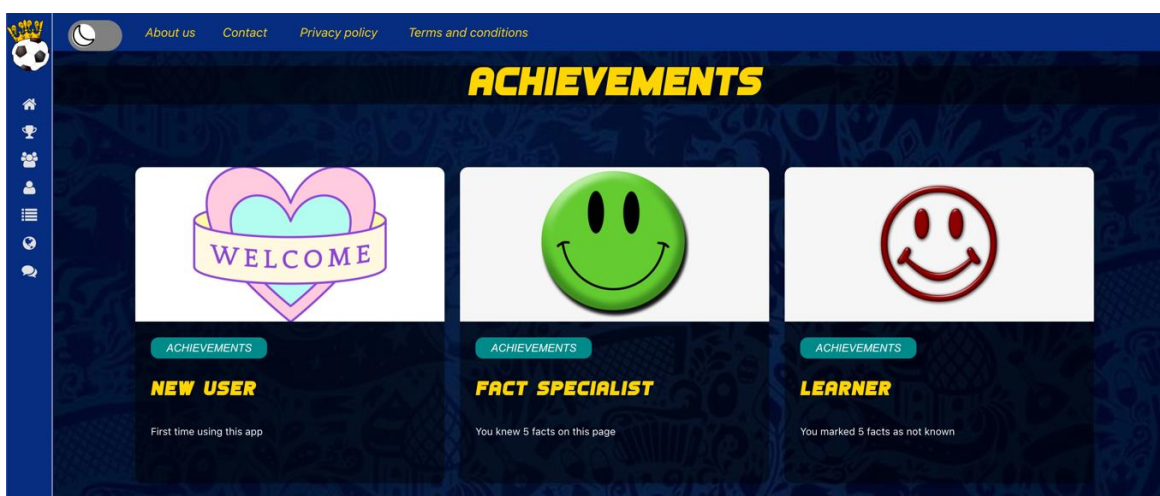 About us Contact Privacy policy Terms and conditions
ACHIEVEMENTS
WELCOME
ACHIEVEMENTS
NEW USER
First time using this app
ACHIEVEMENTS
FACT SPECIALIST
You knew 5 facts on this page
ACHIEVEMENTS
LEARNER
You marked 5 facts as not known